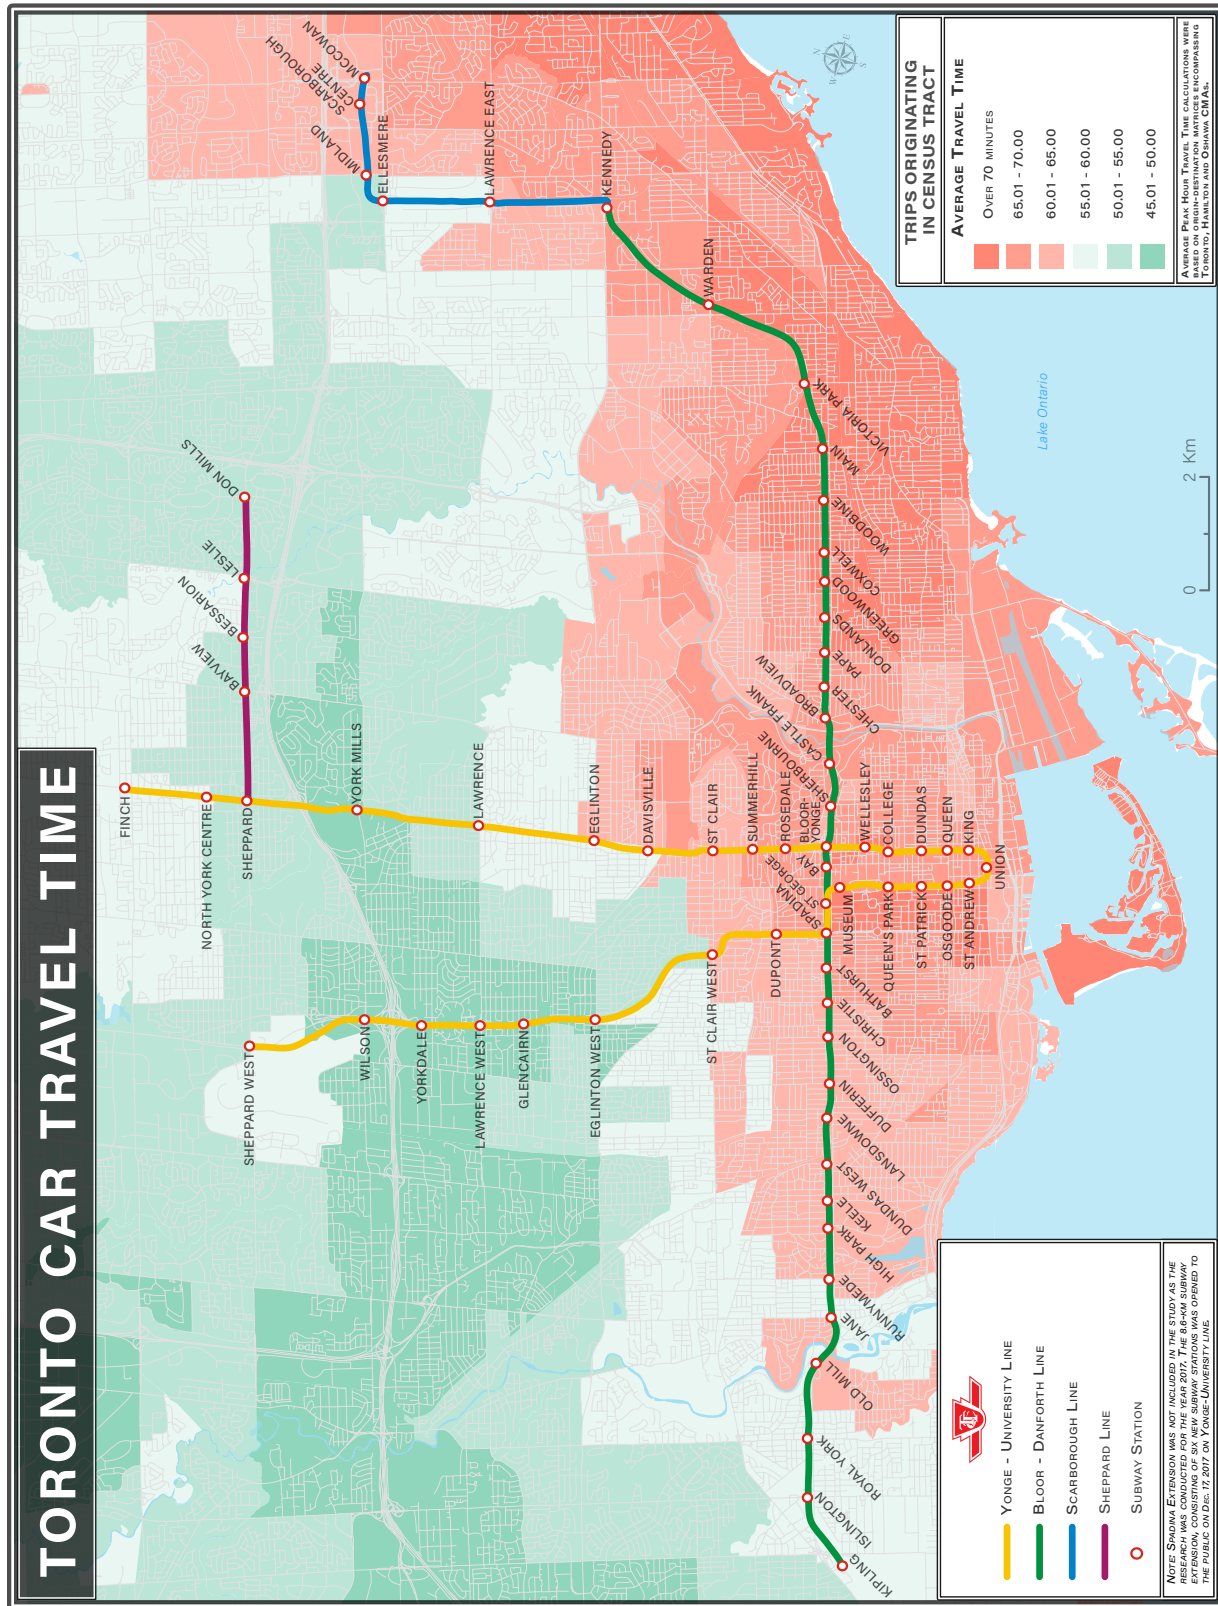 TORONTO CAR TRAVEL TIME
FINCH
NORTH YORK CENTRE
SHEPPARD
BAYVIEW
BESSARION
LESLIE
DON MILLS
YORK MILLS
LAWRENCE
EGLINTON
DAVISVILLE
ST CLAIR
SUMMERHILL
ROSEDALE
BLOOR-
YONGE
WELLESLEY
COLLEGE
DUNDAS
QUEEN
KING
UNION
ST ANDREW
OSGOODE
ST PATRICK
QUEEN'S PARK
MUSEUM
ST GEORGE
SPADINA
DUPONT
ST CLAIR WEST
EGLINTON WEST
GLENCAIRN
LAWRENCE WEST
YORKDALE
WILSON
SHEPPARD WEST
KIPLING
ISLINGTON
ROYAL YORK
OLD MILL
JANE
RUNNYMEDE
HIGH PARK
KEELE
DUNDAS WEST
LANSDOWNE
DUFFERIN
OSSINGTON
CHRISTIE
BATHURST
BAY
SHERBOURNE
CASTLE FRANK
BROADVIEW
CHESTER
PAPE
DONLANDS
GREENWOOD
COXWELL
WOODBINE
MAIN
VICTORIA PARK
WARDEN
KENNEDY
LAWRENCE EAST
ELLESMERE
MIDLAND
SCARBOROUGH
CENTRE
MCCOWAN
Lake Ontario
0 2 Km
N
E
S
W
TRIPS ORIGINATING
IN CENSUS TRACT
AVERAGE TRAVEL TIME
OVER 70 MINUTES
65.01 - 70.00
60.01 - 65.00
55.01 - 60.00
50.01 - 55.00
45.01 - 50.00
AVERAGE PEAK HOUR TRAVEL TIME CALCULATIONS WERE
BASED ON ORIGIN-DESTINATION MATRICES ENCOMPASSING
TORONTO, HAMILTON AND OSHAWA CMAS.
TTC
YONGE - UNIVERSITY LINE
BLOOR - DANFORTH LINE
SCARBOROUGH LINE
SHEPPARD LINE
SUBWAY STATION
NOTE: SPADINA EXTENSION WAS NOT INCLUDED IN THE STUDY AS THE
RESEARCH WAS CONDUCTED FOR THE YEAR 2017. THE 8.6-KM SUBWAY
EXTENSION, CONSISTING OF SIX NEW SUBWAY STATIONS WAS OPENED TO
THE PUBLIC ON DEC. 17, 2017 ON YONGE-UNIVERSITY LINE.